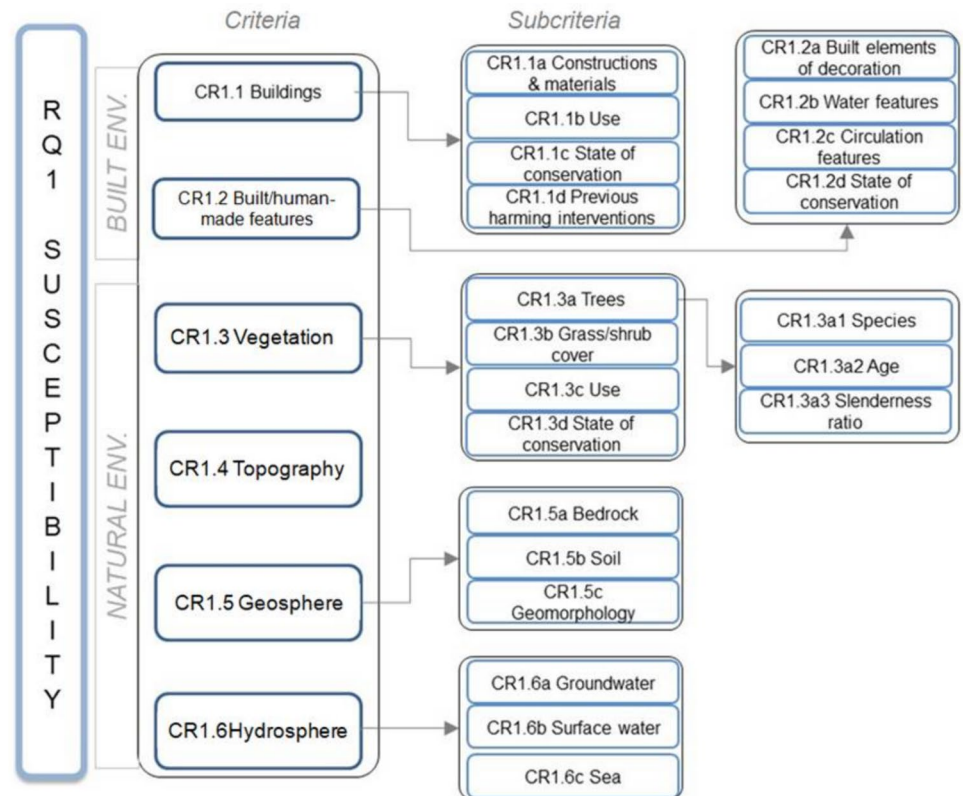 Criteria
Subcriteria
RQ1 SUSCEPTIBILITY
BUILT ENV.
CR1.1 Buildings
CR1.2 Built/human-
made features
CR1.1a Constructions
& materials
CR1.1b Use
CR1.1c State of
conservation
CR1.1d Previous
harming interventions
CR1.2a Built elements
of decoration
CR1.2b Water features
CR1.2c Circulation
features
CR1.2d State of
conservation
NATURAL ENV.
CR1.3 Vegetation
CR1.3a Trees
CR1.3b Grass/shrub
cover
CR1.3c Use
CR1.3d State of
conservation
CR1.3a1 Species
CR1.3a2 Age
CR1.3a3 Slenderness
ratio
CR1.4 Topography
CR1.5 Geosphere
CR1.5a Bedrock
CR1.5b Soil
CR1.5c
Geomorphology
CR1.6Hydrosphere
CR1.6a Groundwater
CR1.6b Surface water
CR1.6c Sea